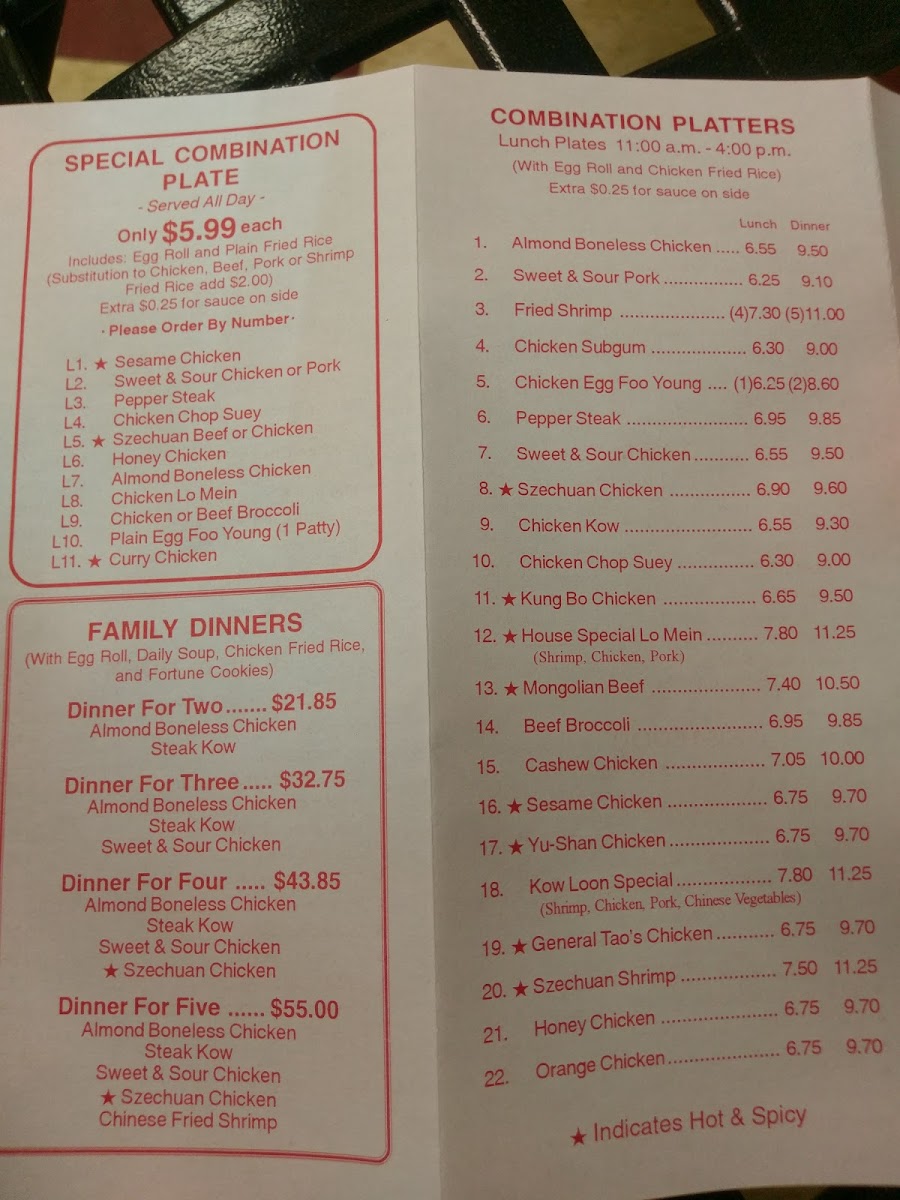 SPECIAL COMBINATION
PLATE
- Served All Day -
Only $5.99 each
Includes: Egg Roll and Plain Fried Rice
(Substitution to Chicken, Beef, Pork or Shrimp
Fried Rice add $2.00)
Extra $0.25 for sauce on side
· Please Order By Number ·
L1. ★ Sesame Chicken
L2. Sweet & Sour Chicken or Pork
L3. Pepper Steak
L4. Chicken Chop Suey
L5. ★ Szechuan Beef or Chicken
L6. Honey Chicken
L7. Almond Boneless Chicken
L8. Chicken Lo Mein
L9. Chicken or Beef Broccoli
L10. Plain Egg Foo Young (1 Patty)
L11. ★ Curry Chicken
FAMILY DINNERS
(With Egg Roll, Daily Soup, Chicken Fried Rice,
and Fortune Cookies)
Dinner For Two....... $21.85
Almond Boneless Chicken
Steak Kow
Dinner For Three ..... $32.75
Almond Boneless Chicken
Steak Kow
Sweet & Sour Chicken
Dinner For Four ..... $43.85
Almond Boneless Chicken
Steak Kow
Sweet & Sour Chicken
★ Szechuan Chicken
Dinner For Five ...... $55.00
Almond Boneless Chicken
Steak Kow
Sweet & Sour Chicken
★ Szechuan Chicken
Chinese Fried Shrimp
COMBINATION PLATTERS
Lunch Plates 11:00 a.m. - 4:00 p.m.
(With Egg Roll and Chicken Fried Rice)
Extra $0.25 for sauce on side
Lunch Dinner
1. Almond Boneless Chicken ..... 6.55 9.50
2. Sweet & Sour Pork ............... 6.25 9.10
3. Fried Shrimp .................... (4)7.30 (5)11.00
4. Chicken Subgum .................. 6.30 9.00
5. Chicken Egg Foo Young .... (1)6.25 (2)8.60
6. Pepper Steak ....................... 6.95 9.85
7. Sweet & Sour Chicken........... 6.55 9.50
8. ★ Szechuan Chicken ............... 6.90 9.60
9. Chicken Kow ........................ 6.55 9.30
10. Chicken Chop Suey .............. 6.30 9.00
11. ★ Kung Bo Chicken ................. 6.65 9.50
12. ★ House Special Lo Mein .......... 7.80 11.25
(Shrimp, Chicken, Pork)
13. ★ Mongolian Beef .................... 7.40 10.50
14. Beef Broccoli ........................ 6.95 9.85
15. Cashew Chicken ................... 7.05 10.00
16. ★ Sesame Chicken ................... 6.75 9.70
17. ★ Yu-Shan Chicken ................... 6.75 9.70
18. Kow Loon Special .................. 7.80 11.25
(Shrimp, Chicken, Pork, Chinese Vegetables)
19. ★ General Tao's Chicken ........... 6.75 9.70
20. ★ Szechuan Shrimp .................. 7.50 11.25
21. Honey Chicken ...................... 6.75 9.70
22. Orange Chicken ..................... 6.75 9.70
★ Indicates Hot & Spicy